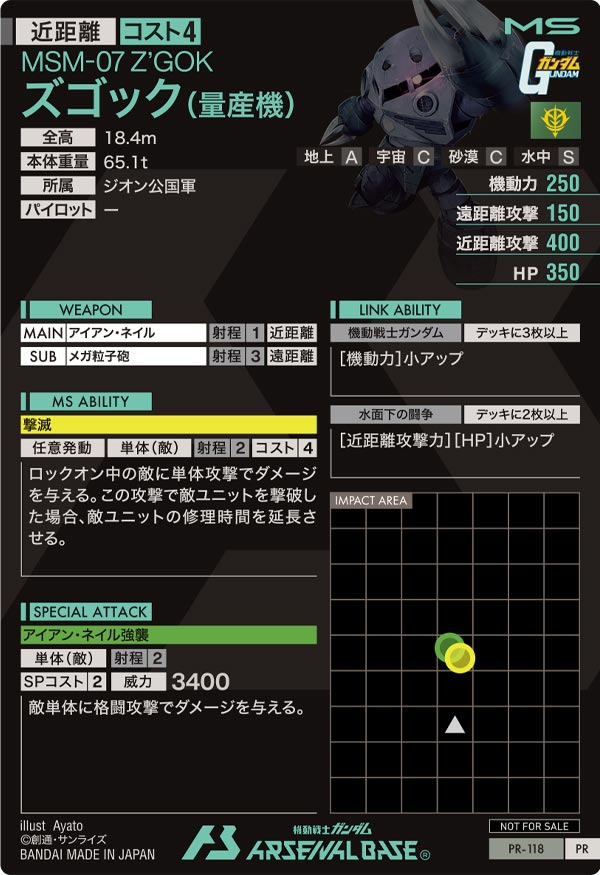 近距離 コスト4
MS
MSM-07 Z'GOK
機動戦士
ガンダム
GUNDAM
ズゴック(量産機)
全高 18.4m
本体重量 65.1t
所属 ジオン公国軍
パイロット ー
地上 A 宇宙 C 砂漠 C 水中 S
機動力 250
遠距離攻撃 150
近距離攻撃 400
HP 350
WEAPON
MAIN アイアン・ネイル 射程 1 近距離
SUB メガ粒子砲 射程 3 遠距離
MS ABILITY
撃滅
任意発動 単体(敵) 射程 2 コスト 4
ロックオン中の敵に単体攻撃でダメージ
を与える。この攻撃で敵ユニットを撃破し
た場合、敵ユニットの修理時間を延長さ
せる。
SPECIAL ATTACK
アイアン・ネイル強襲
単体(敵) 射程 2
SPコスト 2 威力 3400
敵単体に格闘攻撃でダメージを与える。
LINK ABILITY
機動戦士ガンダム デッキに3枚以上
[機動力]小アップ
水面下の闘争 デッキに2枚以上
[近距離攻撃力][HP]小アップ
IMPACT AREA
illust Ayato
©創通・サンライズ
BANDAI MADE IN JAPAN
機動戦士ガンダム
ARSENAL BASE®
NOT FOR SALE
PR-118 PR